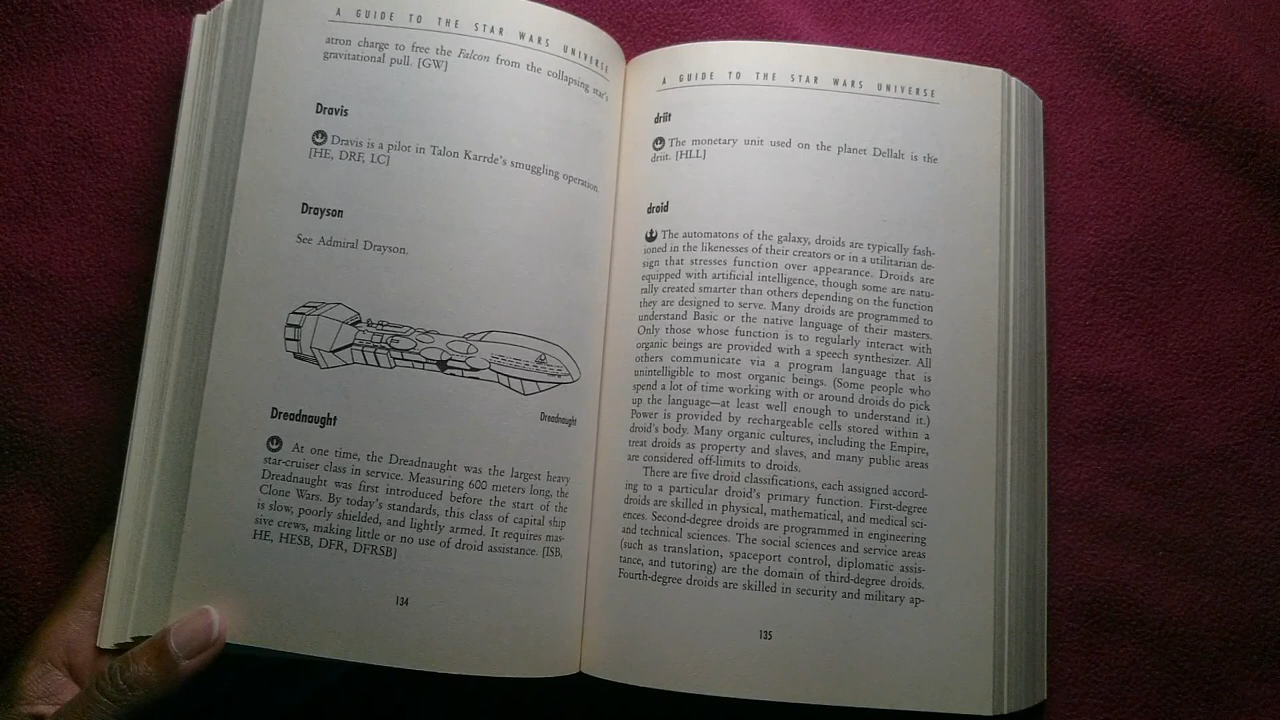 A GUIDE TO THE STAR WARS UNIVERSE
atron charge to free the Falcon from the collapsing star's
gravitational pull. [GW]
Dravis
Dravis is a pilot in Talon Karrde's smuggling operation.
[HE, DRF, LC]
Drayson
See Admiral Drayson.
Dreadnaught
Dreadnaught
At one time, the Dreadnaught was the largest heavy
star-cruiser class in service. Measuring 600 meters long, the
Dreadnaught was first introduced before the start of the
Clone Wars. By today's standards, this class of capital ship
is slow, poorly shielded, and lightly armed. It requires mas-
sive crews, making little or no use of droid assistance. [ISB,
HE, HESB, DFR, DFRSB]
134
A GUIDE TO THE STAR WARS UNIVERSE
driit
The monetary unit used on the planet Dellalt is the
driit. [HLL]
droid
The automatons of the galaxy, droids are typically fash-
ioned in the likenesses of their creators or in a utilitarian de-
sign that stresses function over appearance. Droids are
equipped with artificial intelligence, though some are natu-
rally created smarter than others depending on the function
they are designed to serve. Many droids are programmed to
understand Basic or the native language of their masters.
Only those whose function is to regularly interact with
organic beings are provided with a speech synthesizer. All
others communicate via a program language that is
unintelligible to most organic beings. (Some people who
spend a lot of time working with or around droids do pick
up the language—at least well enough to understand it.)
Power is provided by rechargeable cells stored within a
droid's body. Many organic cultures, including the Empire,
treat droids as property and slaves, and many public areas
are considered off-limits to droids.
There are five droid classifications, each assigned accord-
ing to a particular droid's primary function. First-degree
droids are skilled in physical, mathematical, and medical sci-
ences. Second-degree droids are programmed in engineering
and technical sciences. The social sciences and service areas
(such as translation, spaceport control, diplomatic assis-
tance, and tutoring) are the domain of third-degree droids.
Fourth-degree droids are skilled in security and military ap-
135